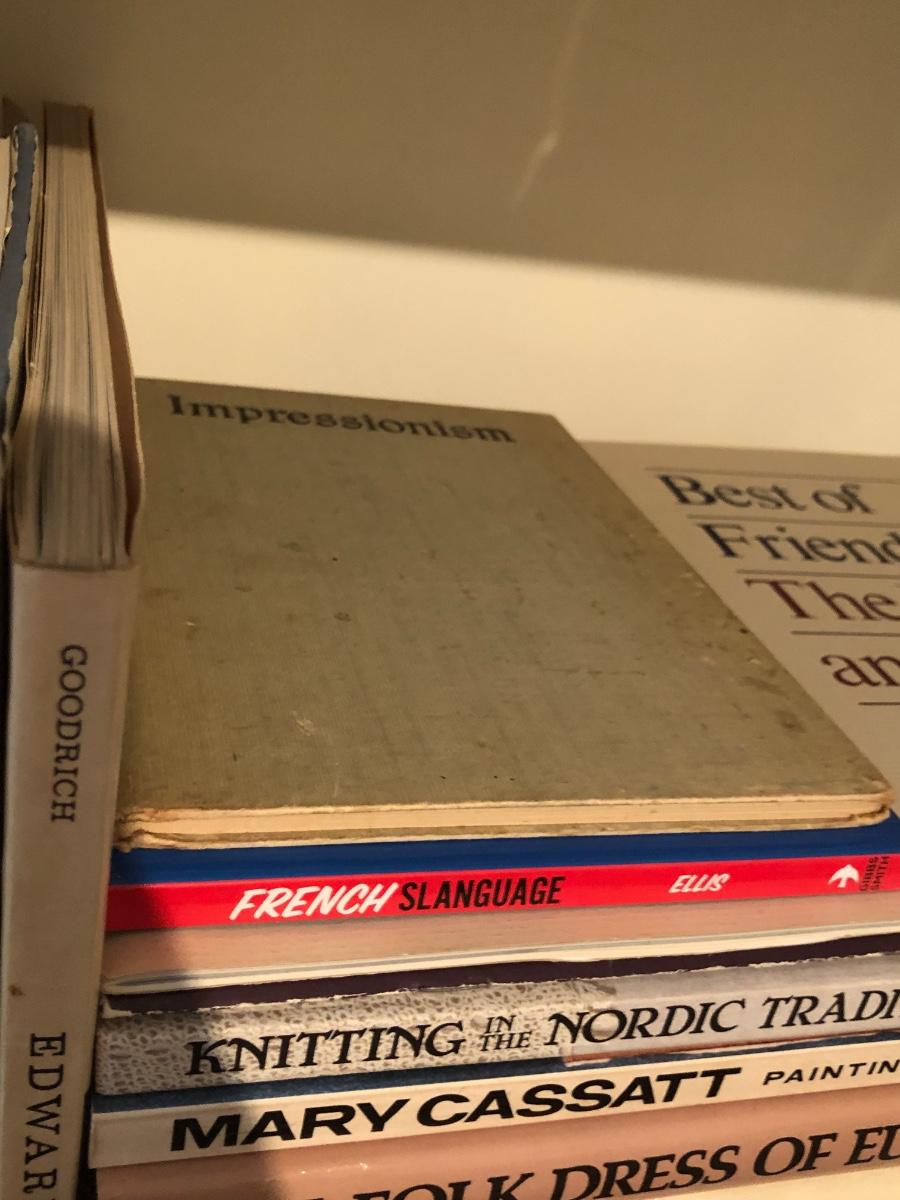 Impressionism
Best of
Friend
The
an
GOODRICH
EDWAR
FRENCH SLANGUAGE ELLIS GIBBS SMITH
KNITTING IN THE NORDIC TRADI
MARY CASSATT PAINTIN
FOLK DRESS OF EU